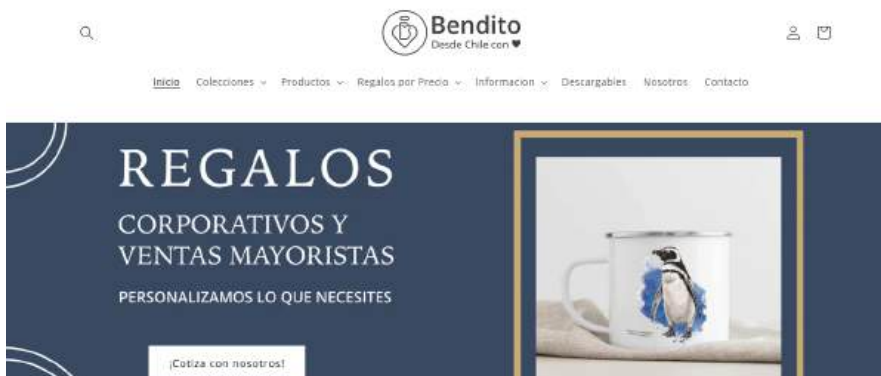 Bendito
Desde Chile con
Inicio Colecciones Productos Regalos por Precio Informacion Descargables Nosotros Contacto
REGALOS
CORPORATIVOS Y
VENTAS MAYORISTAS
PERSONALIZAMOS LO QUE NECESITES
¡Cotiza con nosotros!